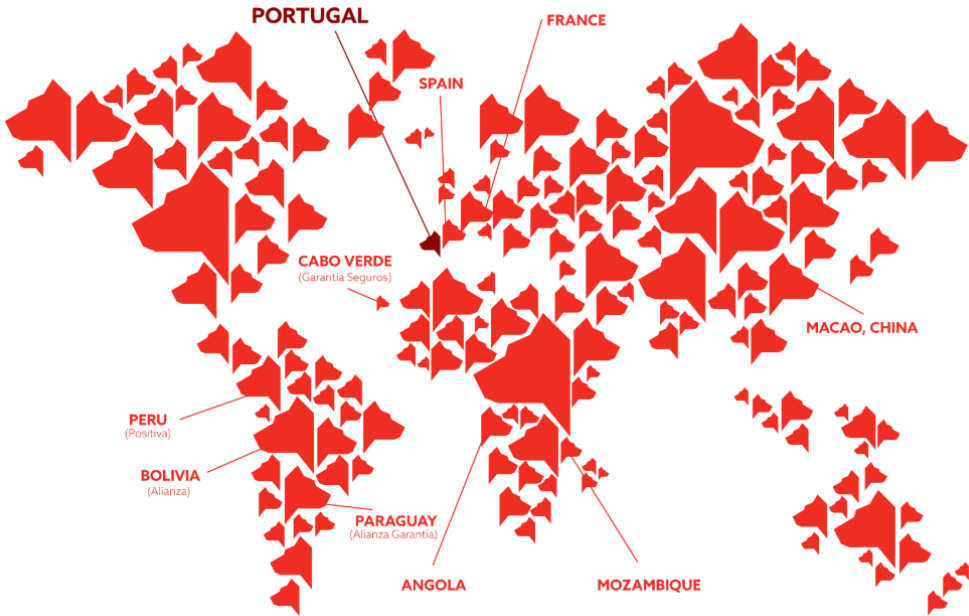 PORTUGAL
FRANCE
SPAIN
CABO VERDE
(Garantia Seguros)
MACAO, CHINA
PERU
(Positiva)
BOLIVIA
(Alianza)
PARAGUAY
(Alianza Garantia)
ANGOLA
MOZAMBIQUE